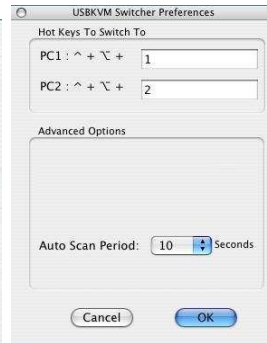 USBKVM Switcher Preferences
Hot Keys To Switch To
PC1 : ^ + ⌥ + 1
PC2 : ^ + ⌥ + 2
Advanced Options
Auto Scan Period: 10 Seconds
Cancel OK